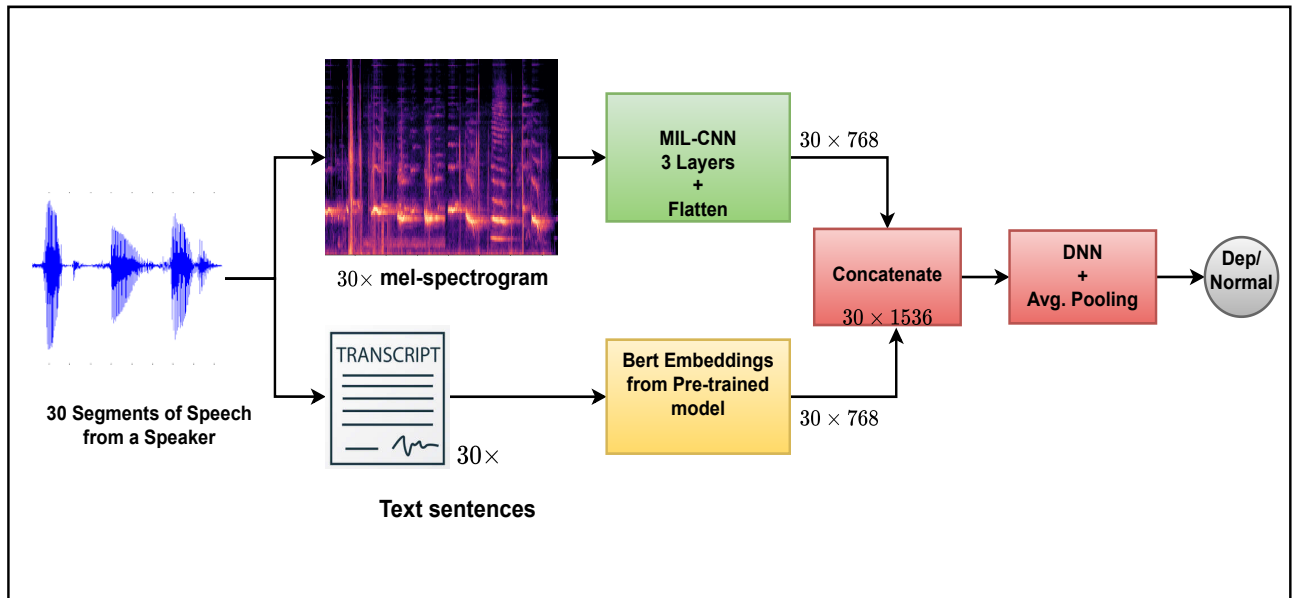 30 Segments of Speech
from a Speaker
30× mel-spectrogram
TRANSCRIPT
30×
Text sentences
MIL-CNN
3 Layers
+
Flatten
30 × 768
Bert Embeddings
from Pre-trained
model
30 × 768
Concatenate
30 × 1536
DNN
+
Avg. Pooling
Dep/
Normal